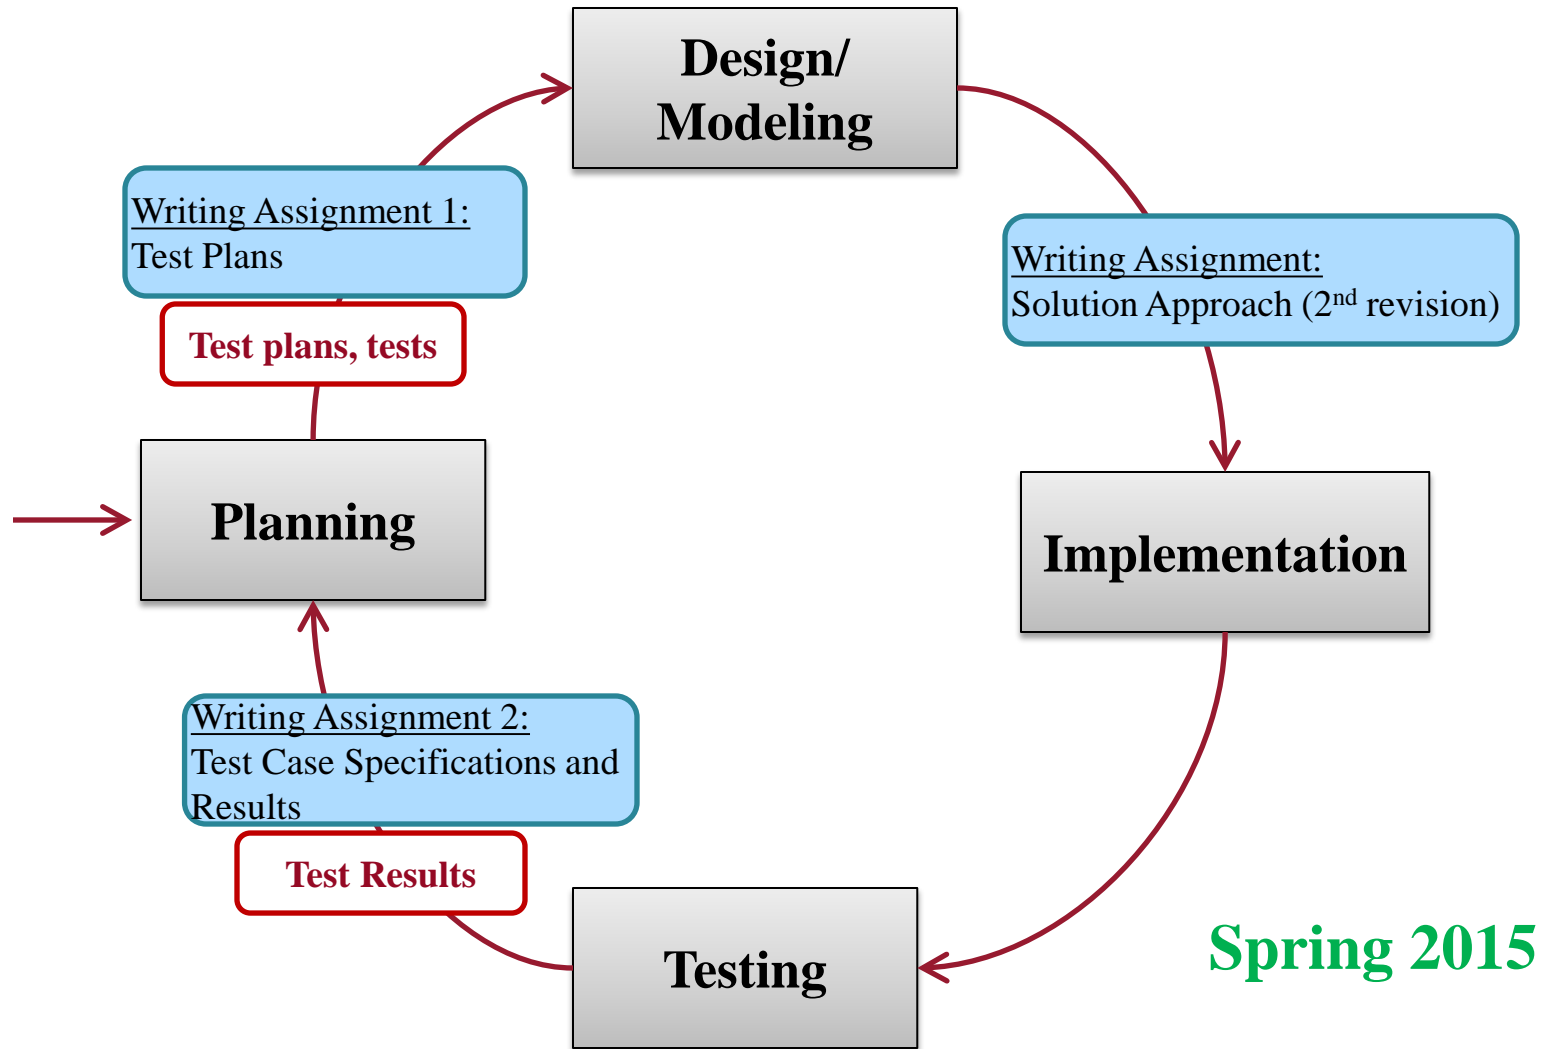 Design/
Modeling
Writing Assignment 1:
Test Plans
Writing Assignment:
Solution Approach (2nd revision)
Test plans, tests
Planning
Implementation
Writing Assignment 2:
Test Case Specifications and
Results
Test Results
Testing
Spring 2015